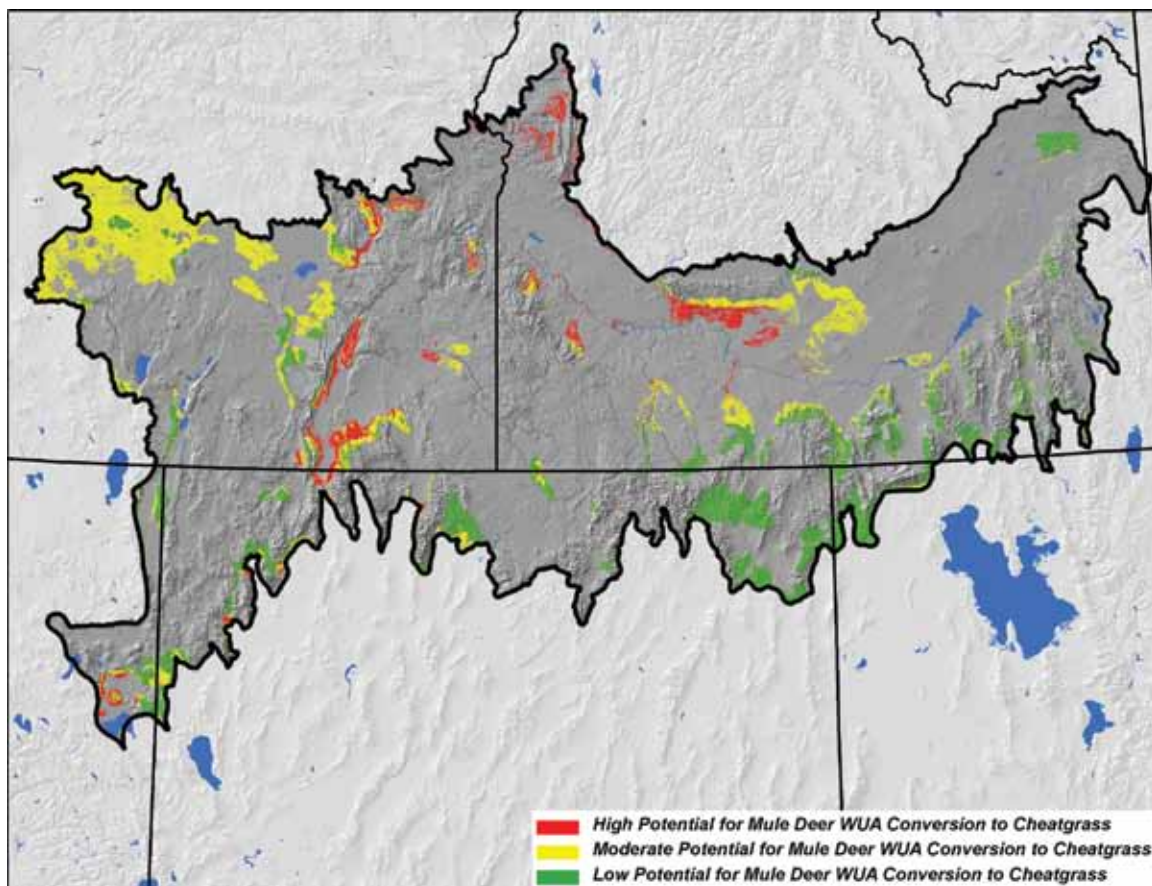 High Potential for Mule Deer WUA Conversion to Cheatgrass
Moderate Potential for Mule Deer WUA Conversion to Cheatgrass
Low Potential for Mule Deer WUA Conversion to Cheatgrass